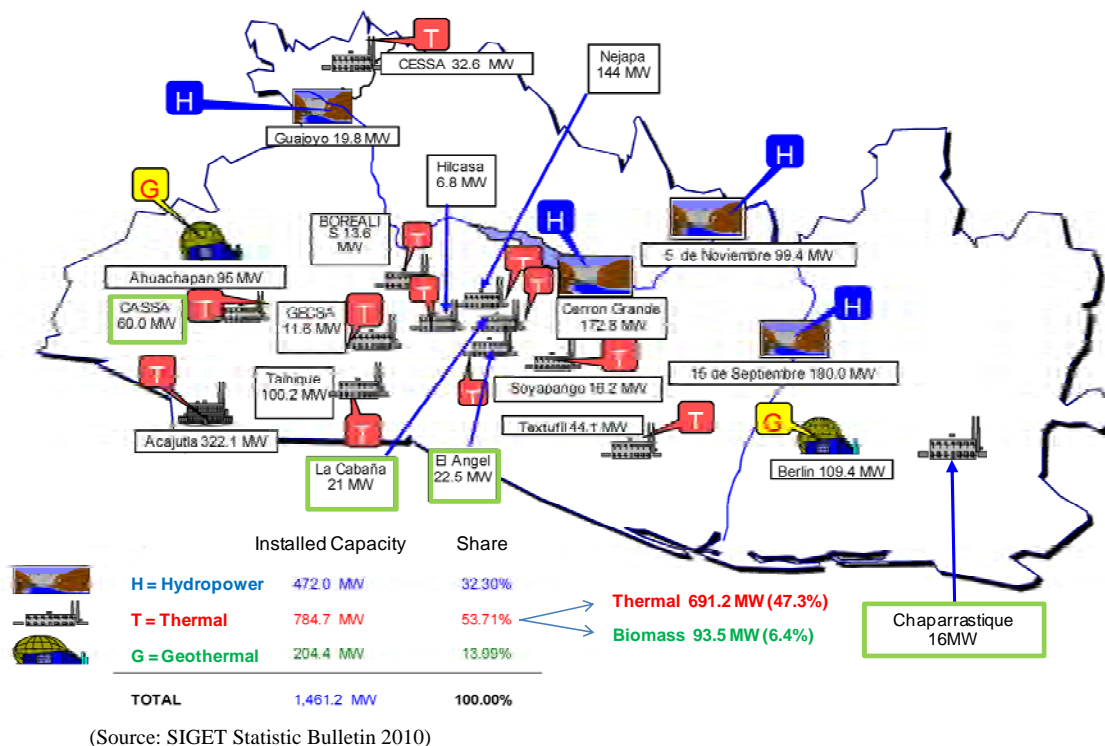 T
CESSA 32.6 MW
Nejapa
144 MW
H
Guajoyo 19.8 MW
Hilcasa
6.8 MW
H
G
BOREALI
S 13.6
MW
T
H
T
5 de Noviembre 99.4 MW
Ahuachapan 95 MW
T
T
CASSA
60.0 MW
T
GECSA
11.6 MW
T
Cerron Grande
172.8 MW
H
T
Talnique
100.2 MW
T
Soyapango 16.2 MW
15 de Septiembre 180.0 MW
T
Acajutla 322.1 MW
T
Textufil 44.1 MW
T
G
Berlin 109.4 MW
La Cabaña
21 MW
El Angel
22.5 MW
Installed Capacity Share
H = Hydropower 472.0 MW 32.30%
T = Thermal 784.7 MW 53.71%
Thermal 691.2 MW (47.3%)
Biomass 93.5 MW (6.4%)
G = Geothermal 204.4 MW 13.99%
TOTAL 1,461.2 MW 100.00%
Chaparrastique
16MW
(Source: SIGET Statistic Bulletin 2010)